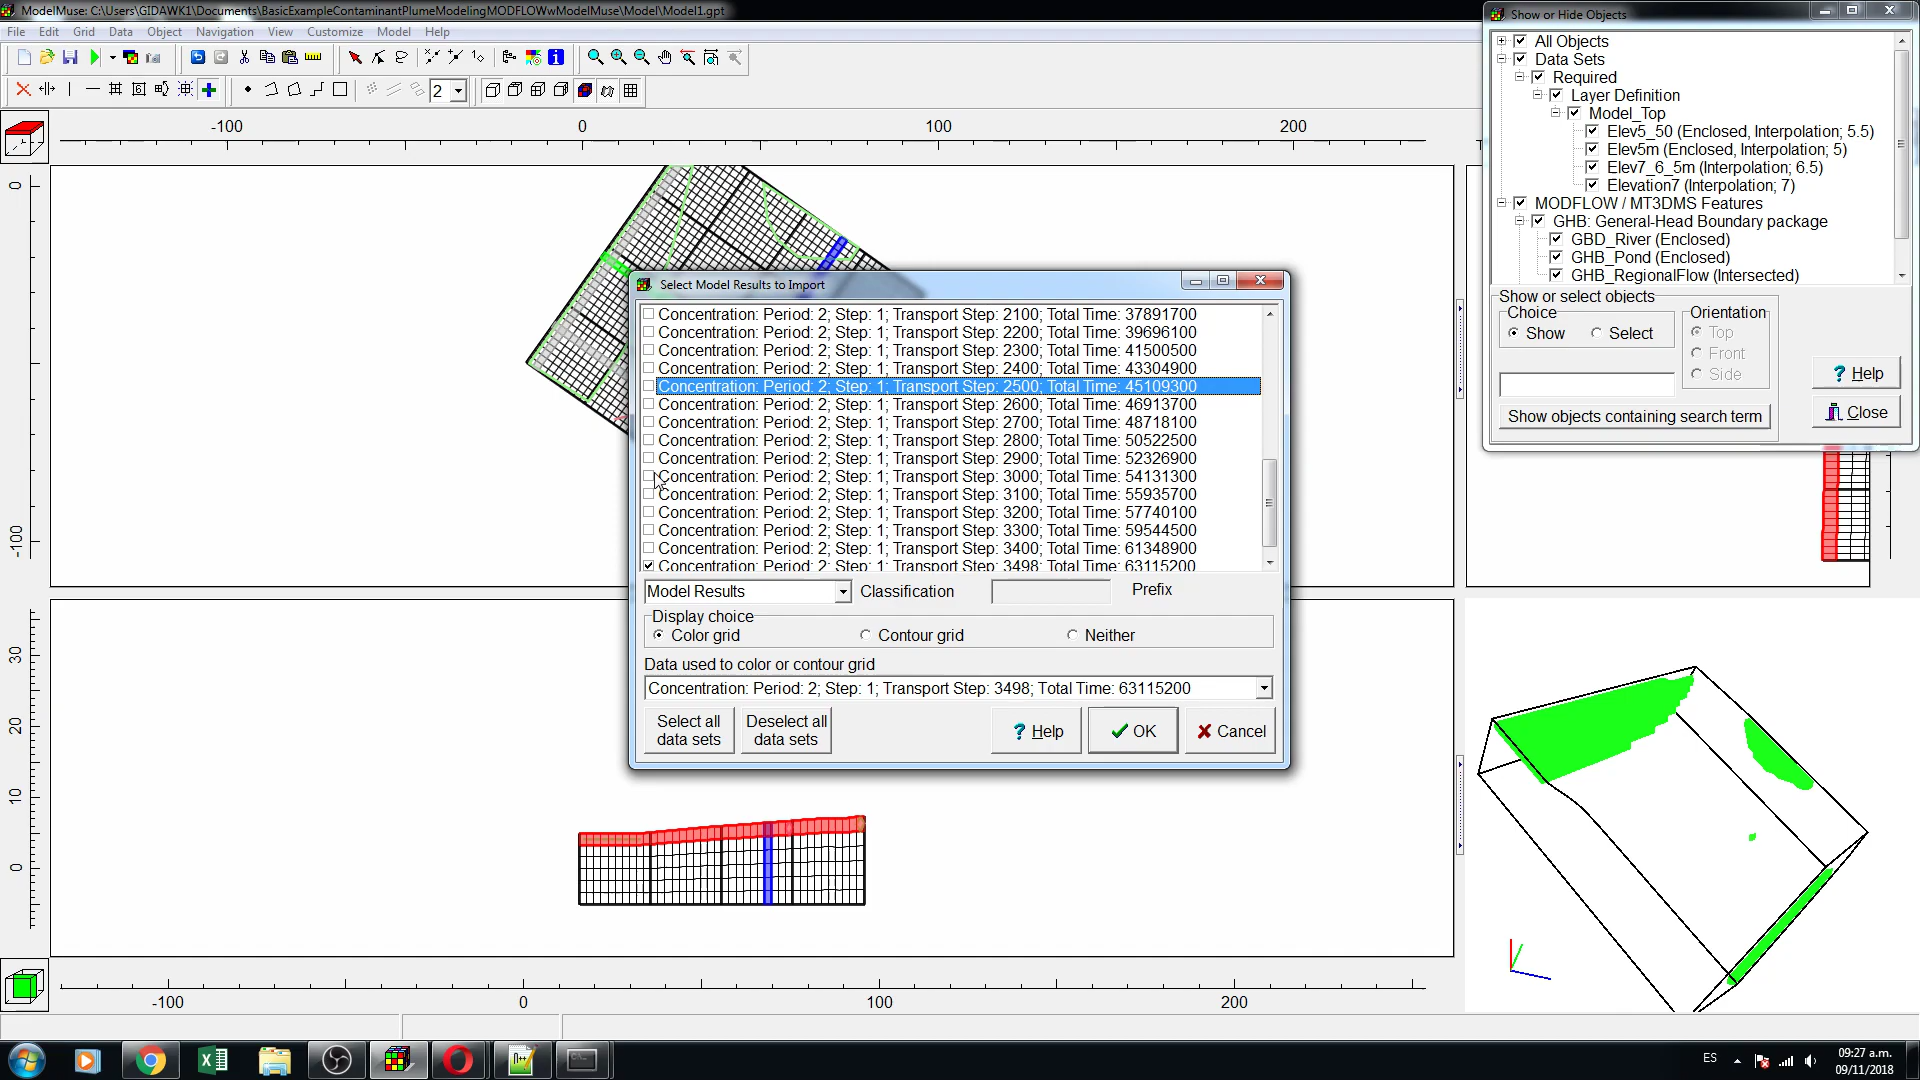 ModelMuse: C:\Users\GIDAWK1\Documents\BasicExampleContaminantPlumeModelingMODFLOWwModelMuse\Model\Model1.gpt
File Edit Grid Data Object Navigation View Customize Model Help
2
-100 0 100 200
0
-100
30
20
10
0
-100 0 100 200
Select Model Results to Import
Concentration: Period: 2; Step: 1; Transport Step: 2100; Total Time: 37891700
Concentration: Period: 2; Step: 1; Transport Step: 2200; Total Time: 39696100
Concentration: Period: 2; Step: 1; Transport Step: 2300; Total Time: 41500500
Concentration: Period: 2; Step: 1; Transport Step: 2400; Total Time: 43304900
Concentration: Period: 2; Step: 1; Transport Step: 2500; Total Time: 45109300
Concentration: Period: 2; Step: 1; Transport Step: 2600; Total Time: 46913700
Concentration: Period: 2; Step: 1; Transport Step: 2700; Total Time: 48718100
Concentration: Period: 2; Step: 1; Transport Step: 2800; Total Time: 50522500
Concentration: Period: 2; Step: 1; Transport Step: 2900; Total Time: 52326900
Concentration: Period: 2; Step: 1; Transport Step: 3000; Total Time: 54131300
Concentration: Period: 2; Step: 1; Transport Step: 3100; Total Time: 55935700
Concentration: Period: 2; Step: 1; Transport Step: 3200; Total Time: 57740100
Concentration: Period: 2; Step: 1; Transport Step: 3300; Total Time: 59544500
Concentration: Period: 2; Step: 1; Transport Step: 3400; Total Time: 61348900
Concentration: Period: 2; Step: 1; Transport Step: 3498; Total Time: 63115200
Model Results Classification Prefix
Display choice
Color grid Contour grid Neither
Data used to color or contour grid
Concentration: Period: 2; Step: 1; Transport Step: 3498; Total Time: 63115200
Select all data sets
Deselect all data sets
? Help
OK
Cancel
Show or Hide Objects
All Objects
Data Sets
Required
Layer Definition
Model_Top
Elev5_50 (Enclosed, Interpolation; 5.5)
Elev5m (Enclosed, Interpolation; 5)
Elev7_6_5m (Interpolation; 6.5)
Elevation7 (Interpolation; 7)
MODFLOW / MT3DMS Features
GHB: General-Head Boundary package
GBD_River (Enclosed)
GHB_Pond (Enclosed)
GHB_RegionalFlow (Intersected)
Show or select objects
Choice
Show Select
Orientation
Top
Front
Side
? Help
Show objects containing search term
Close
ES
09:27 a.m.
09/11/2018